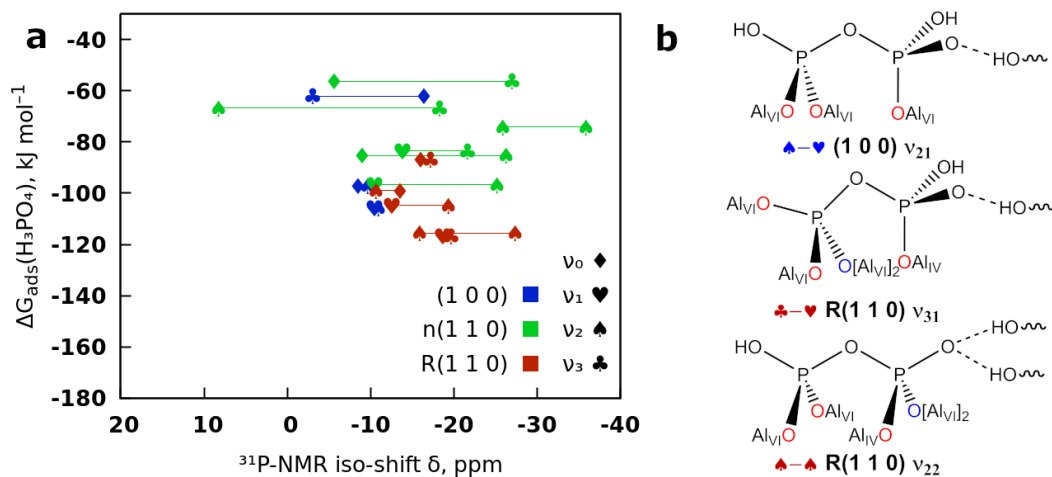 a
-40
-60
-80
-100
-120
-140
-160
-180
ΔGads(H₃PO₄), kJ mol⁻¹
20 10 0 -10 -20 -30 -40
³¹P-NMR iso-shift δ, ppm
ν₀ ♦
(1 0 0) ν₁ ♥
n(1 1 0) ν₂ ♠
R(1 1 0) ν₃ ♣
b
HO O OH
P P O HO
AlVIO OAlVI OAlVI
♠–♥ (1 0 0) ν21
O OH
AlVIO P P O HO
AlVIO O[AlVI]2 OAlIV
♣–♥ R(1 1 0) ν31
HO O O HO
P P HO
OAlVI O[AlVI]2
AlVIO AlIVO
♠–♠ R(1 1 0) ν22